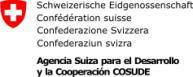 Schweizerische Eidgenossenschaft
Confédération suisse
Confederazione Svizzera
Confederaziun svizra
Agencia Suiza para el Desarrollo
y la Cooperación COSUDE